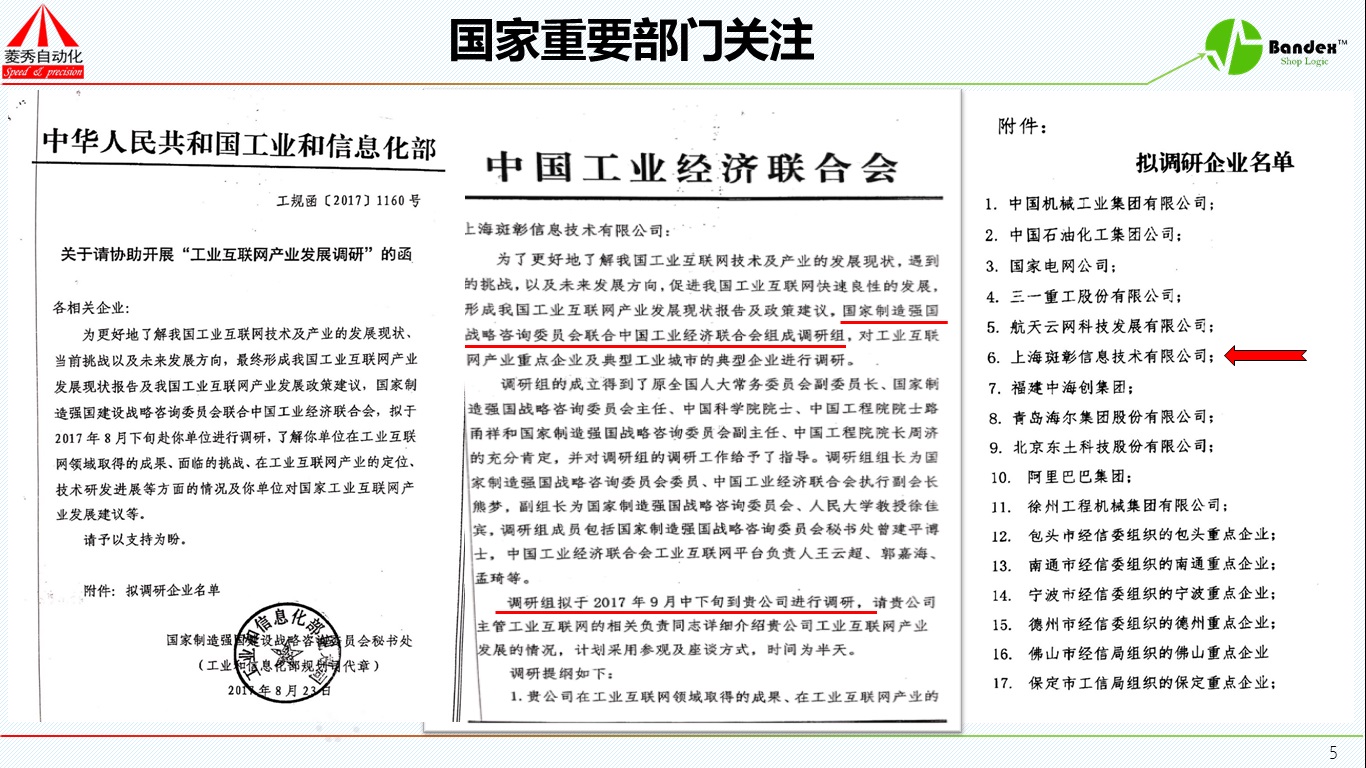 国家重要部门关注
菱秀自动化
Speed & precision
Bandex™
Shop Logic
中华人民共和国工业和信息化部
工规函〔2017〕1160号
关于请协助开展“工业互联网产业发展调研”的函
各相关企业:
为更好地了解我国工业互联网技术及产业的发展现状、
当前挑战以及未来发展方向，最终形成我国工业互联网产业
发展现状报告及我国工业互联网产业发展政策建议，国家制
造强国建设战略咨询委员会联合中国工业经济联合会，拟于
2017年8月下旬赴你单位进行调研，了解你单位在工业互联
网领域取得的成果、面临的挑战、在工业互联网产业的定位、
技术研发进展等方面的情况及你单位对国家工业互联网产
业发展建议等。
请予以支持为盼。
附件：拟调研企业名单
国家制造强国建设战略咨询委员会秘书处
（工业和信息化部规划司代章）
2017年8月23日
中国工业经济联合会
上海斑彰信息技术有限公司:
为了更好地了解我国工业互联网技术及产业的发展现状，遇到
的挑战，以及未来发展方向，促进我国工业互联网快速良性的发展，
形成我国工业互联网产业发展现状报告及政策建议，国家制造强国
战略咨询委员会联合中国工业经济联合会组成调研组，对工业互联
网产业重点企业及典型工业城市的典型企业进行调研。
调研组的成立得到了原全国人大常务委员会副委员长、国家制
造强国战略咨询委员会主任、中国科学院院士、中国工程院院士路
甬祥和国家制造强国战略咨询委员会副主任、中国工程院院长周济
的充分肯定，并对调研组的调研工作给予了指导。调研组组长为国
家制造强国战略咨询委员会委员、中国工业经济联合会执行副会长
熊梦，副组长为国家制造强国战略咨询委员会、人民大学教授徐佳
宾，调研组成员包括国家制造强国战略咨询委员会秘书处曾建平博
士，中国工业经济联合会工业互联网平台负责人王云超、郭嘉海、
孟琦等。
调研组拟于2017年9月中下旬到贵公司进行调研，请贵公司
主管工业互联网的相关负责同志详细介绍贵公司工业互联网产业
发展的情况，计划采用参观及座谈方式，时间为半天。
调研提纲如下：
1.贵公司在工业互联网领域取得的成果、在工业互联网产业的
附件：
拟调研企业名单
1. 中国机械工业集团有限公司；
2. 中国石油化工集团公司；
3. 国家电网公司；
4. 三一重工股份有限公司；
5. 航天云网科技发展有限公司；
6. 上海斑彰信息技术有限公司；
7. 福建中海创集团；
8. 青岛海尔集团股份有限公司；
9. 北京东土科技股份有限公司；
10. 阿里巴巴集团；
11. 徐州工程机械集团有限公司；
12. 包头市经信委组织的包头重点企业；
13. 南通市经信委组织的南通重点企业；
14. 宁波市经信委组织的宁波重点企业；
15. 德州市经信委组织的德州重点企业；
16. 佛山市经信局组织的佛山重点企业
17. 保定市工信局组织的保定重点企业；
5